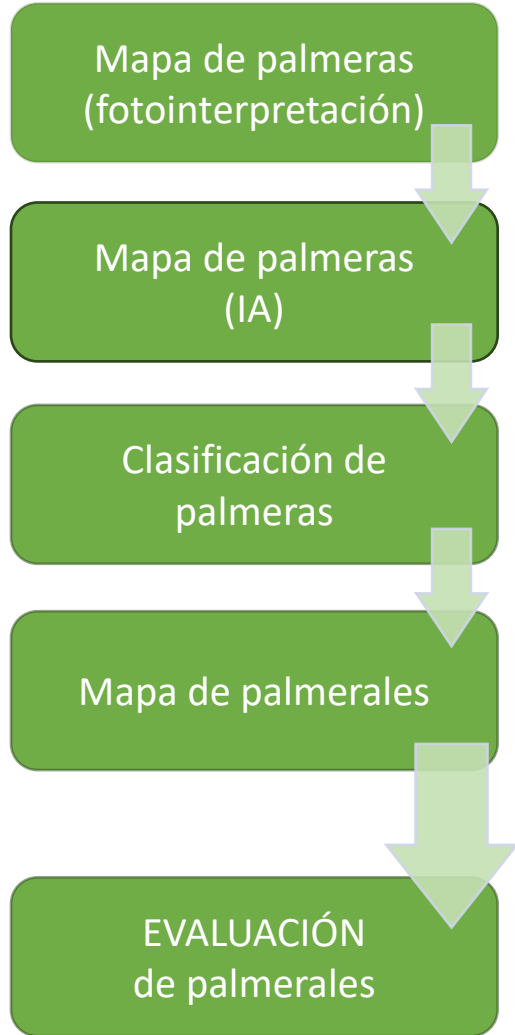 Mapa de palmeras
(fotointerpretación)
Mapa de palmeras
(IA)
Clasificación de
palmeras
Mapa de palmerales
EVALUACIÓN
de palmerales